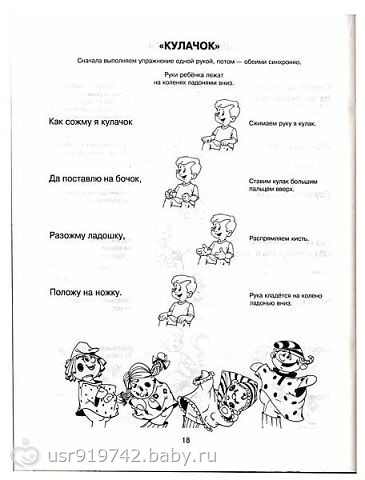 «КУЛАЧОК»
Сначала выполняем упражнение одной рукой, потом — обеими синхронно.
Руки ребёнка лежат
на коленях ладонями вниз.
Как сожму я кулачок
Сжимаем руку в кулак.
Да поставлю на бочок,
Ставим кулак большим
пальцем вверх.
Разожму ладошку,
Распрямляем кисть.
Положу на ножку.
Рука кладётся на колено
ладонью вниз.
18
usr919742.baby.ru